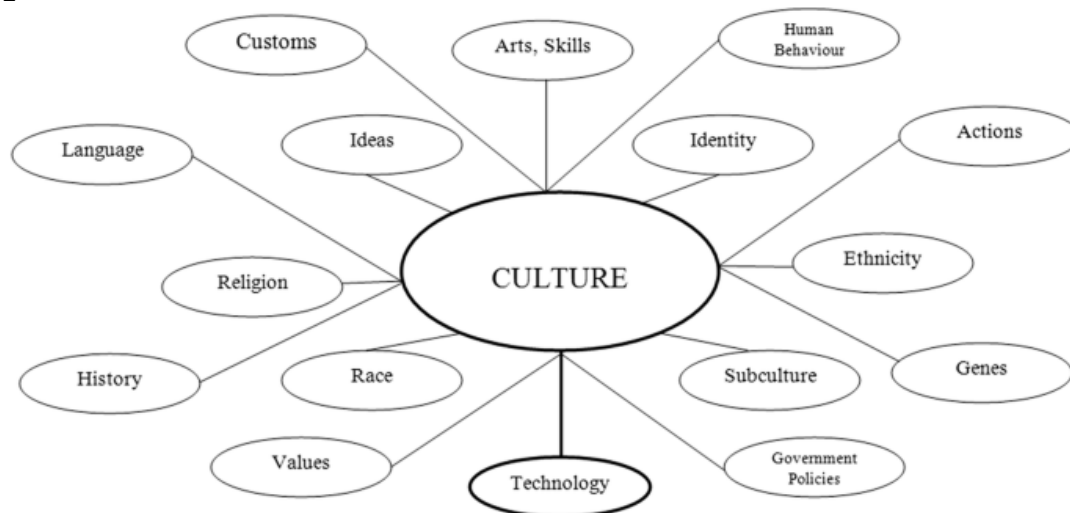 Customs
Arts, Skills
Human
Behaviour
Language
Ideas
Identity
Actions
Religion
CULTURE
Ethnicity
History
Race
Subculture
Genes
Values
Technology
Government
Policies